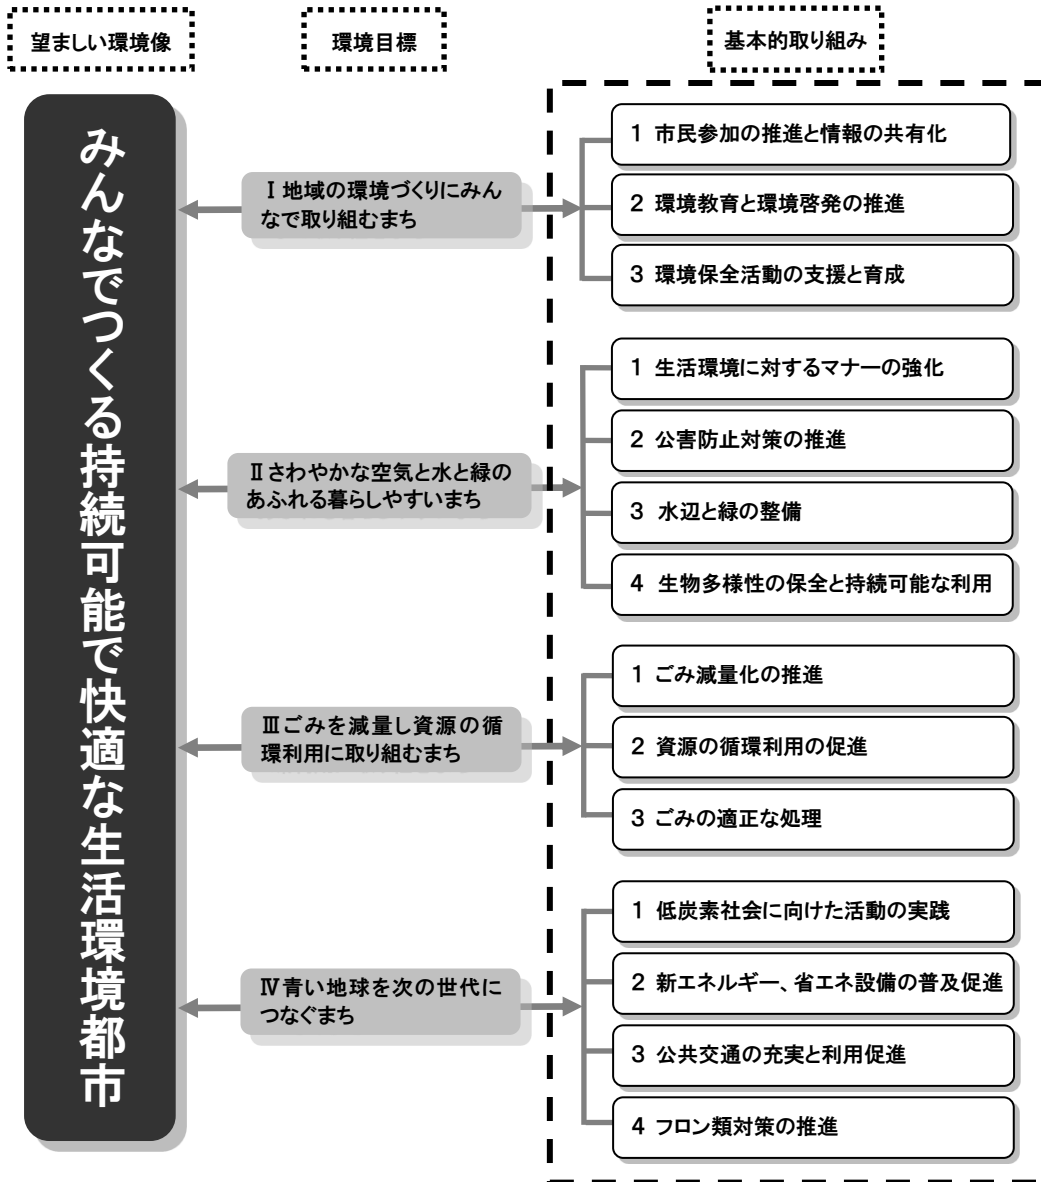 望ましい環境像
環境目標
基本的取り組み
みんなでつくる持続可能で快適な生活環境都市
Ⅰ地域の環境づくりにみん
なで取り組むまち
1 市民参加の推進と情報の共有化
2 環境教育と環境啓発の推進
3 環境保全活動の支援と育成
Ⅱさわやかな空気と水と緑の
あふれる暮らしやすいまち
1 生活環境に対するマナーの強化
2 公害防止対策の推進
3 水辺と緑の整備
4 生物多様性の保全と持続可能な利用
Ⅲごみを減量し資源の循
環利用に取り組むまち
1 ごみ減量化の推進
2 資源の循環利用の促進
3 ごみの適正な処理
Ⅳ青い地球を次の世代に
つなぐまち
1 低炭素社会に向けた活動の実践
2 新エネルギー、省エネ設備の普及促進
3 公共交通の充実と利用促進
4 フロン類対策の推進